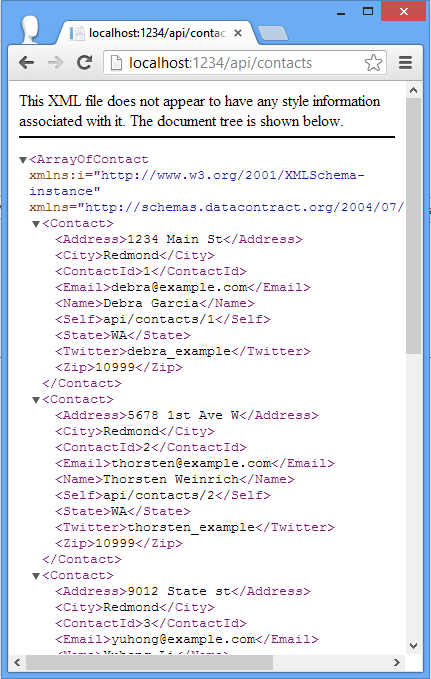 localhost:1234/api/contac
localhost:1234/api/contacts
This XML file does not appear to have any style information
associated with it. The document tree is shown below.
▼<ArrayOfContact
xmlns:i="http://www.w3.org/2001/XMLSchema-
instance"
xmlns="http://schemas.datacontract.org/2004/07/
▼<Contact>
<Address>1234 Main St</Address>
<City>Redmond</City>
<ContactId>1</ContactId>
<Email>debra@example.com</Email>
<Name>Debra Garcia</Name>
<Self>api/contacts/1</Self>
<State>WA</State>
<Twitter>debra_example</Twitter>
<Zip>10999</Zip>
</Contact>
▼<Contact>
<Address>5678 1st Ave W</Address>
<City>Redmond</City>
<ContactId>2</ContactId>
<Email>thorsten@example.com</Email>
<Name>Thorsten Weinrich</Name>
<Self>api/contacts/2</Self>
<State>WA</State>
<Twitter>thorsten_example</Twitter>
<Zip>10999</Zip>
</Contact>
▼<Contact>
<Address>9012 State st</Address>
<City>Redmond</City>
<ContactId>3</ContactId>
<Email>yuhong@example.com</Email>
<Name>Yuhong Li</Name>